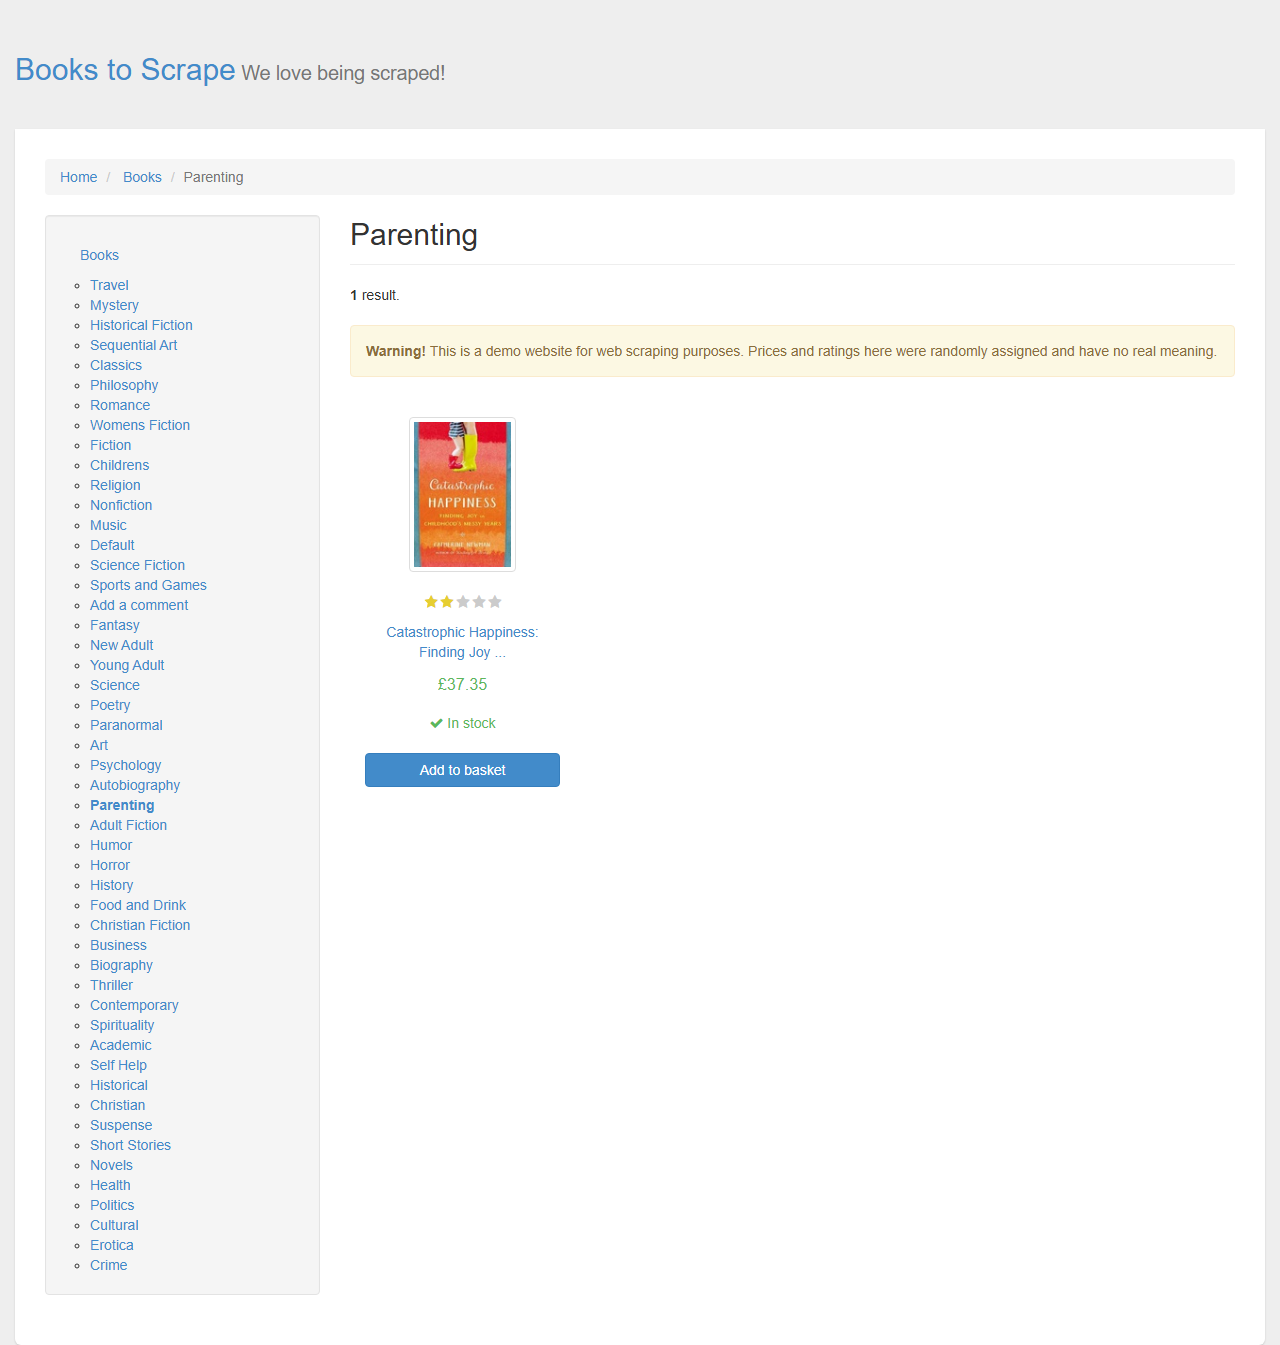 Books to Scrape We love being scraped!
Home / Books / Parenting
Books
Travel
Mystery
Historical Fiction
Sequential Art
Classics
Philosophy
Romance
Womens Fiction
Fiction
Childrens
Religion
Nonfiction
Music
Default
Science Fiction
Sports and Games
Add a comment
Fantasy
New Adult
Young Adult
Science
Poetry
Paranormal
Art
Psychology
Autobiography
Parenting
Adult Fiction
Humor
Horror
History
Food and Drink
Christian Fiction
Business
Biography
Thriller
Contemporary
Spirituality
Academic
Self Help
Historical
Christian
Suspense
Short Stories
Novels
Health
Politics
Cultural
Erotica
Crime
Parenting
1 result.
Warning! This is a demo website for web scraping purposes. Prices and ratings here were randomly assigned and have no real meaning.
Catastrophic
HAPPINESS
FINDING JOY in
CHILDHOOD'S MESSY YEARS
CATHERINE NEWMAN
Catastrophic Happiness:
Finding Joy ...
£37.35
In stock
Add to basket